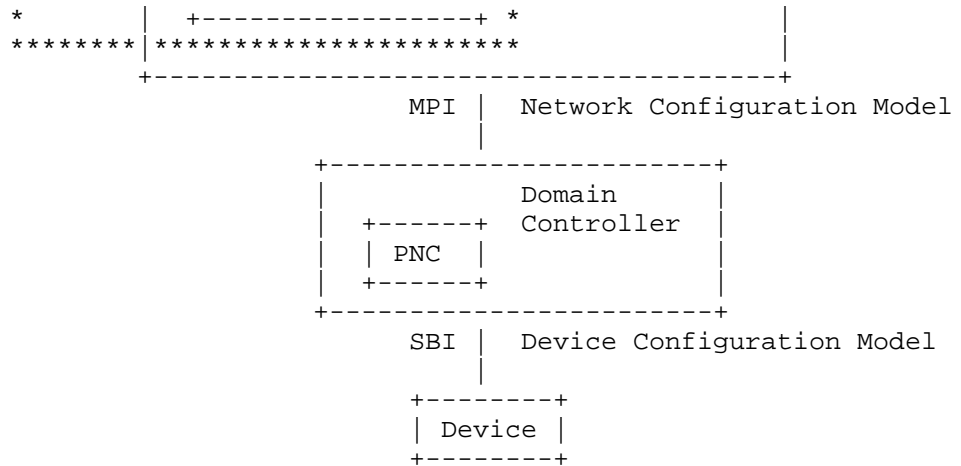 *        |  +-----------------+ *                 |
********|***********************                 |
        +----------------------------------------+
                         MPI |  Network Configuration Model
                             |
                   +------------------------+
                   |            Domain      |
                   |  +------+  Controller  |
                   |  | PNC  |              |
                   |  +------+              |
                   +------------------------+
                         SBI |  Device Configuration Model
                             |
                         +--------+
                         | Device |
                         +--------+